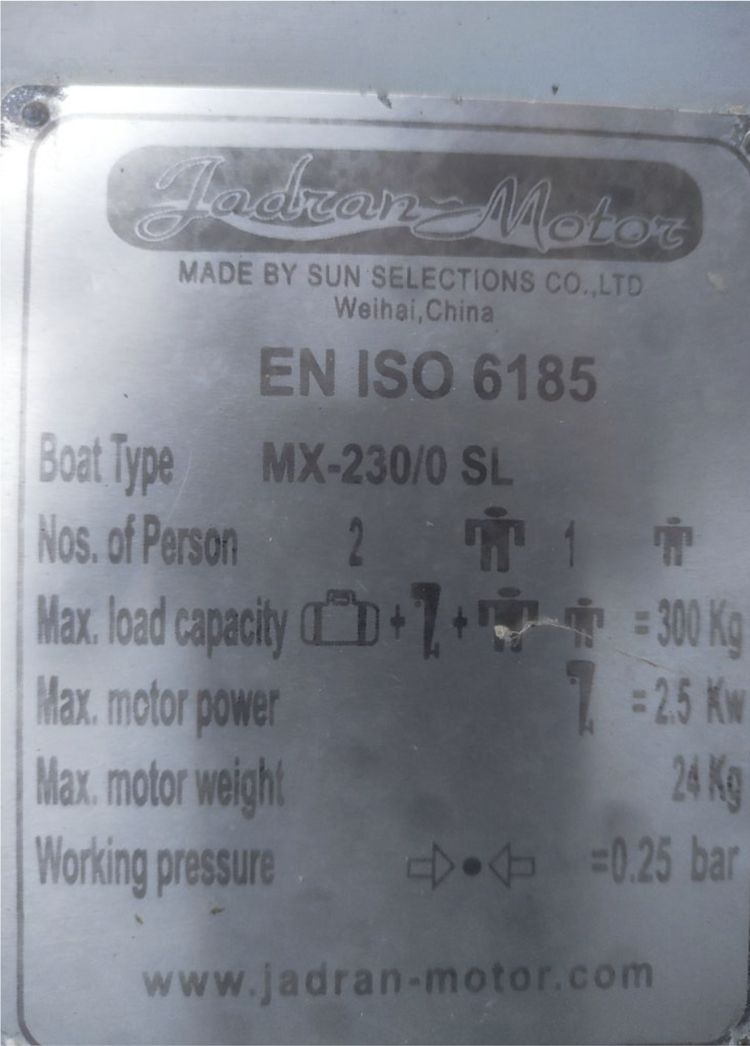 Jadran-Motor
MADE BY SUN SELECTIONS CO.,LTD
Weihai,China
EN ISO 6185
Boat Type MX-230/0 SL
Nos. of Person 2 1
Max. load capacity + + = 300 Kg
Max. motor power = 2.5 Kw
Max. motor weight 24 Kg
Working pressure =0.25 bar
www.jadran-motor.com